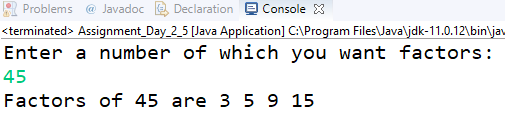 Problems @ Javadoc Declaration Console
<terminated> Assignment_Day_2_5 [Java Application] C:\Program Files\Java\jdk-11.0.12\bin\jav
Enter a number of which you want factors:
45
Factors of 45 are 3 5 9 15